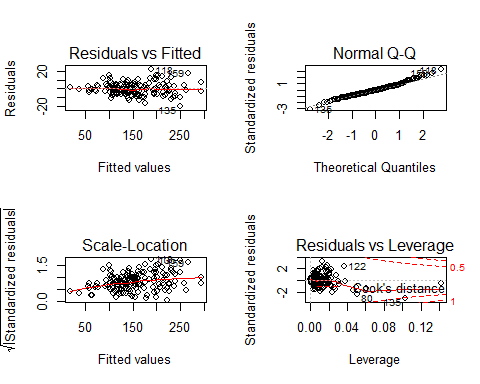 Residuals vs Fitted
Residuals
20
-20
118
159
135
50
150
250
Fitted values
Normal Q-Q
Standardized residuals
1
-3
118
135
-2
-1
0
1
2
Theoretical Quantiles
Scale-Location
√|Standardized residuals|
1.5
0.0
50
150
250
Fitted values
Residuals vs Leverage
Standardized residuals
2
-2
122
Cook's distance
80
135
0.5
1
0.00
0.04
0.08
0.12
Leverage